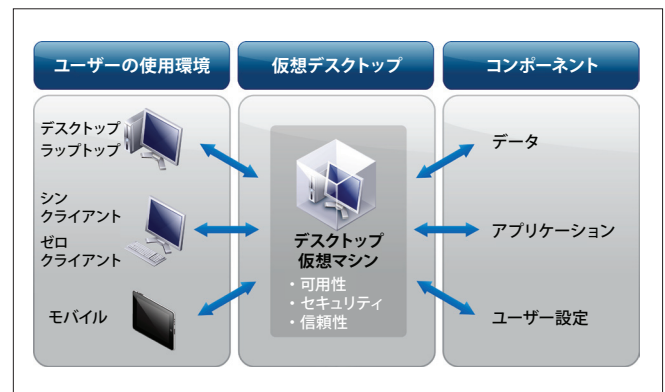 ユーザーの使用環境
仮想デスクトップ
コンポーネント
デスクトップ
ラップトップ
シン
クライアント
ゼロ
クライアント
モバイル
デスクトップ
仮想マシン
・可用性
・セキュリティ
・信頼性
データ
アプリケーション
ユーザー設定